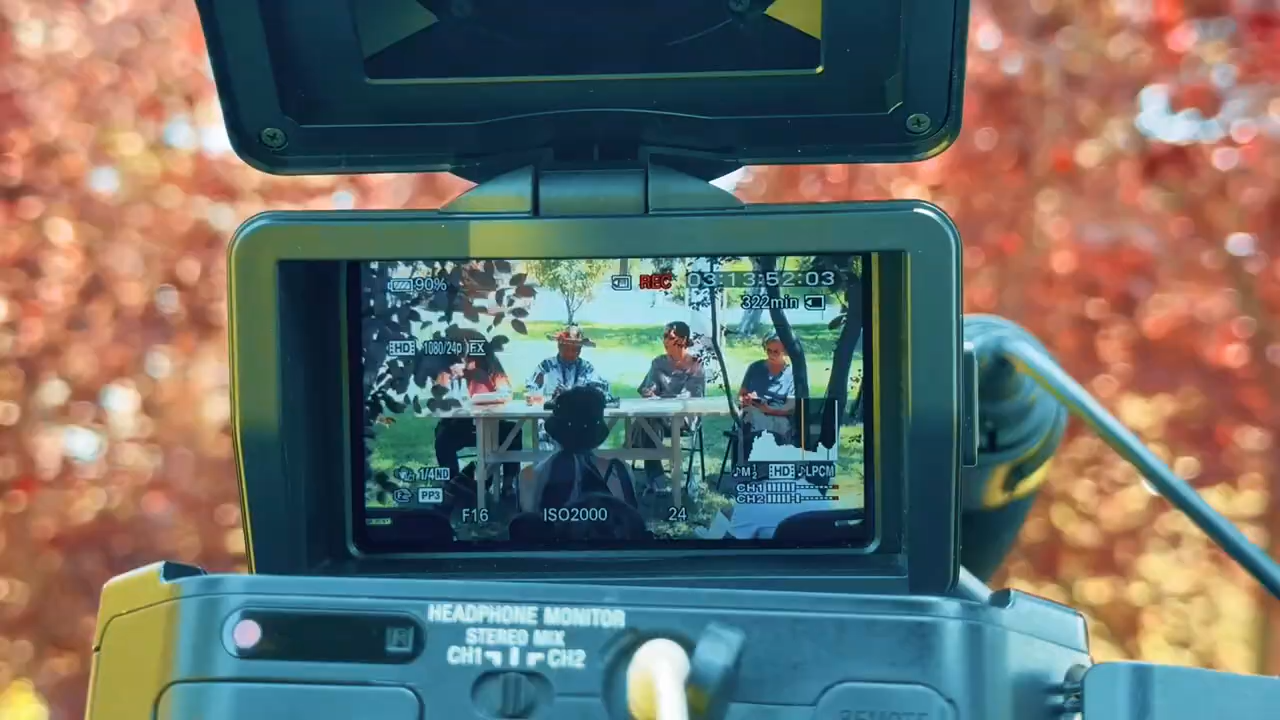 90% REC 03:13:52:03
322min
HD 1080/24p FX
1/4ND
PP3
♪M HD ♪LPCM
CH1
CH2
F16 ISO2000 24
HEADPHONE MONITOR
STEREO MIX
CH1 CH2
REMOTE